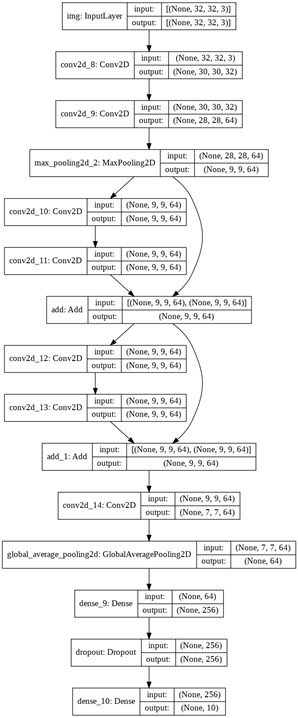 img: InputLayer input: [(None, 32, 32, 3)]
output: [(None, 32, 32, 3)]
conv2d_8: Conv2D input: (None, 32, 32, 3)
output: (None, 30, 30, 32)
conv2d_9: Conv2D input: (None, 30, 30, 32)
output: (None, 28, 28, 64)
max_pooling2d_2: MaxPooling2D input: (None, 28, 28, 64)
output: (None, 9, 9, 64)
conv2d_10: Conv2D input: (None, 9, 9, 64)
output: (None, 9, 9, 64)
conv2d_11: Conv2D input: (None, 9, 9, 64)
output: (None, 9, 9, 64)
add: Add input: [(None, 9, 9, 64), (None, 9, 9, 64)]
output: (None, 9, 9, 64)
conv2d_12: Conv2D input: (None, 9, 9, 64)
output: (None, 9, 9, 64)
conv2d_13: Conv2D input: (None, 9, 9, 64)
output: (None, 9, 9, 64)
add_1: Add input: [(None, 9, 9, 64), (None, 9, 9, 64)]
output: (None, 9, 9, 64)
conv2d_14: Conv2D input: (None, 9, 9, 64)
output: (None, 7, 7, 64)
global_average_pooling2d: GlobalAveragePooling2D input: (None, 7, 7, 64)
output: (None, 64)
dense_9: Dense input: (None, 64)
output: (None, 256)
dropout: Dropout input: (None, 256)
output: (None, 256)
dense_10: Dense input: (None, 256)
output: (None, 10)